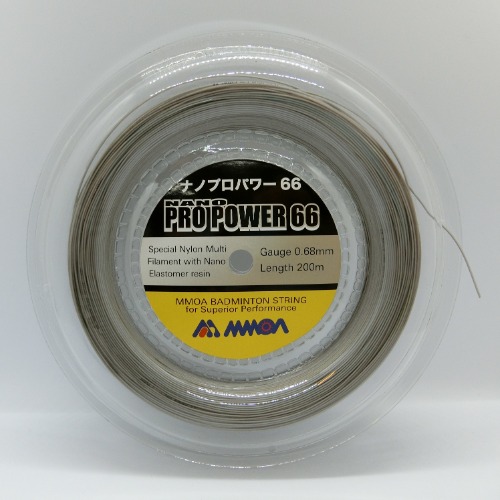 ナノプロパワー 66
NANO
PRO POWER 66
Special Nylon Multi
Filament with Nano
Elastomer resin
Gauge 0.68mm
Length 200m
MMOA BADMINTON STRING
for Superior Performance
MMOA